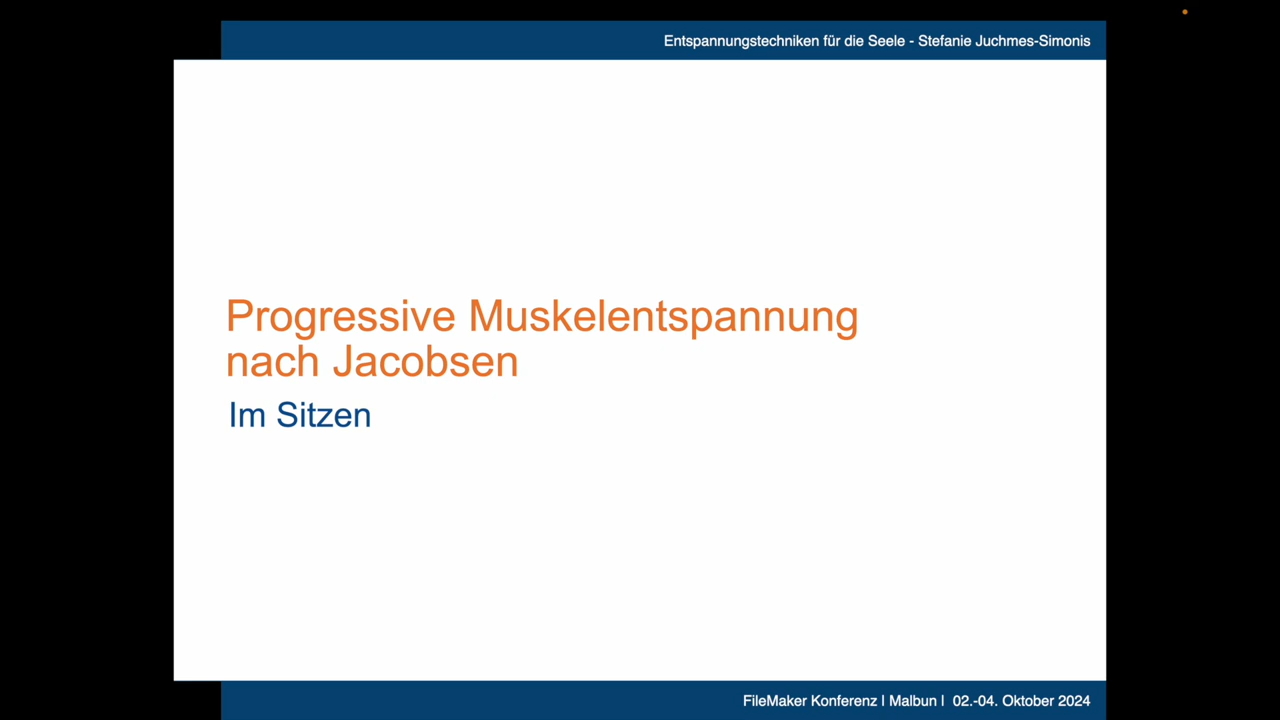 Entspannungstechniken für die Seele - Stefanie Juchmes-Simonis
Progressive Muskelentspannung
nach Jacobsen
Im Sitzen
FileMaker Konferenz | Malbun | 02.-04. Oktober 2024